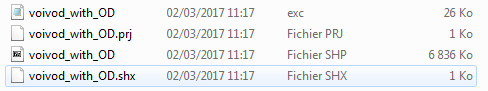 voivod_with_OD 02/03/2017 11:17 exc 26 Ko
voivod_with_OD.prj 02/03/2017 11:17 Fichier PRJ 1 Ko
voivod_with_OD 02/03/2017 11:17 Fichier SHP 6 836 Ko
voivod_with_OD.shx 02/03/2017 11:17 Fichier SHX 1 Ko